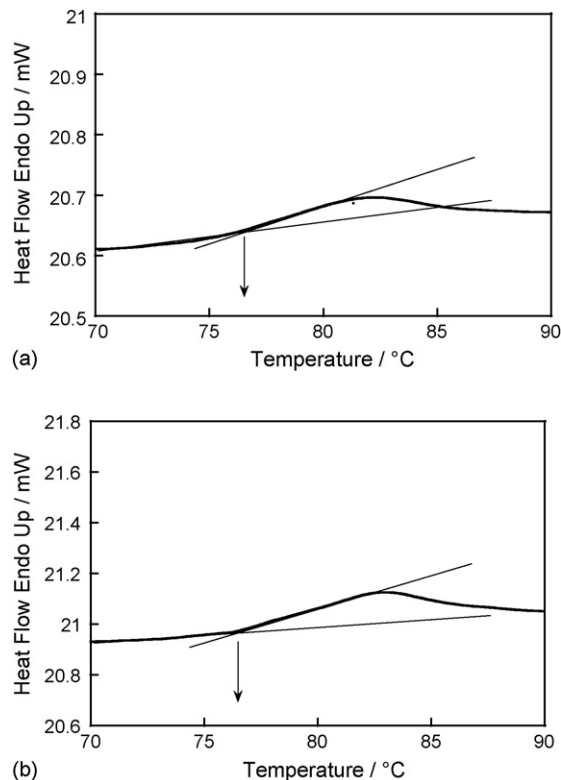 21
20.9
20.8
20.7
20.6
20.5
Heat Flow Endo Up / mW
70 75 80 85 90
Temperature / °C
(a)
21.8
21.6
21.4
21.2
21
20.8
20.6
Heat Flow Endo Up / mW
70 75 80 85 90
Temperature / °C
(b)